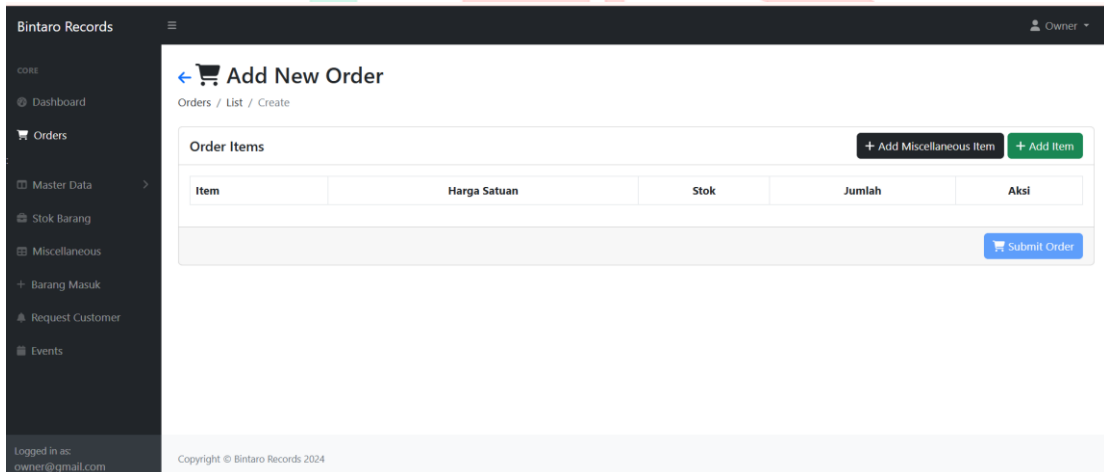 Bintaro Records
Owner
CORE
Dashboard
Orders
Master Data
Stok Barang
Miscellaneous
Barang Masuk
Request Customer
Events
Logged in as:
owner@gmail.com
Add New Order
Orders / List / Create
Order Items
+ Add Miscellaneous Item
+ Add Item
Item Harga Satuan Stok Jumlah Aksi
Submit Order
Copyright © Bintaro Records 2024